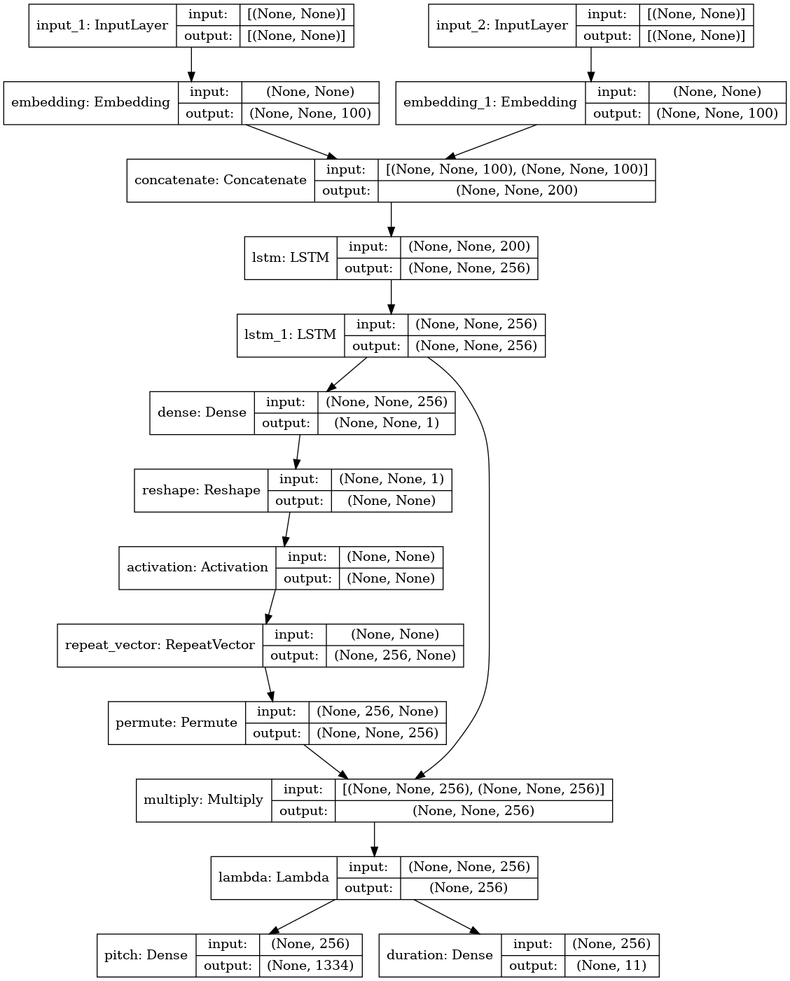 input_1: InputLayer
input: [(None, None)]
output: [(None, None)]
input_2: InputLayer
input: [(None, None)]
output: [(None, None)]
embedding: Embedding
input: (None, None)
output: (None, None, 100)
embedding_1: Embedding
input: (None, None)
output: (None, None, 100)
concatenate: Concatenate
input: [(None, None, 100), (None, None, 100)]
output: (None, None, 200)
lstm: LSTM
input: (None, None, 200)
output: (None, None, 256)
lstm_1: LSTM
input: (None, None, 256)
output: (None, None, 256)
dense: Dense
input: (None, None, 256)
output: (None, None, 1)
reshape: Reshape
input: (None, None, 1)
output: (None, None)
activation: Activation
input: (None, None)
output: (None, None)
repeat_vector: RepeatVector
input: (None, None)
output: (None, 256, None)
permute: Permute
input: (None, 256, None)
output: (None, None, 256)
multiply: Multiply
input: [(None, None, 256), (None, None, 256)]
output: (None, None, 256)
lambda: Lambda
input: (None, None, 256)
output: (None, 256)
pitch: Dense
input: (None, 256)
output: (None, 1334)
duration: Dense
input: (None, 256)
output: (None, 11)